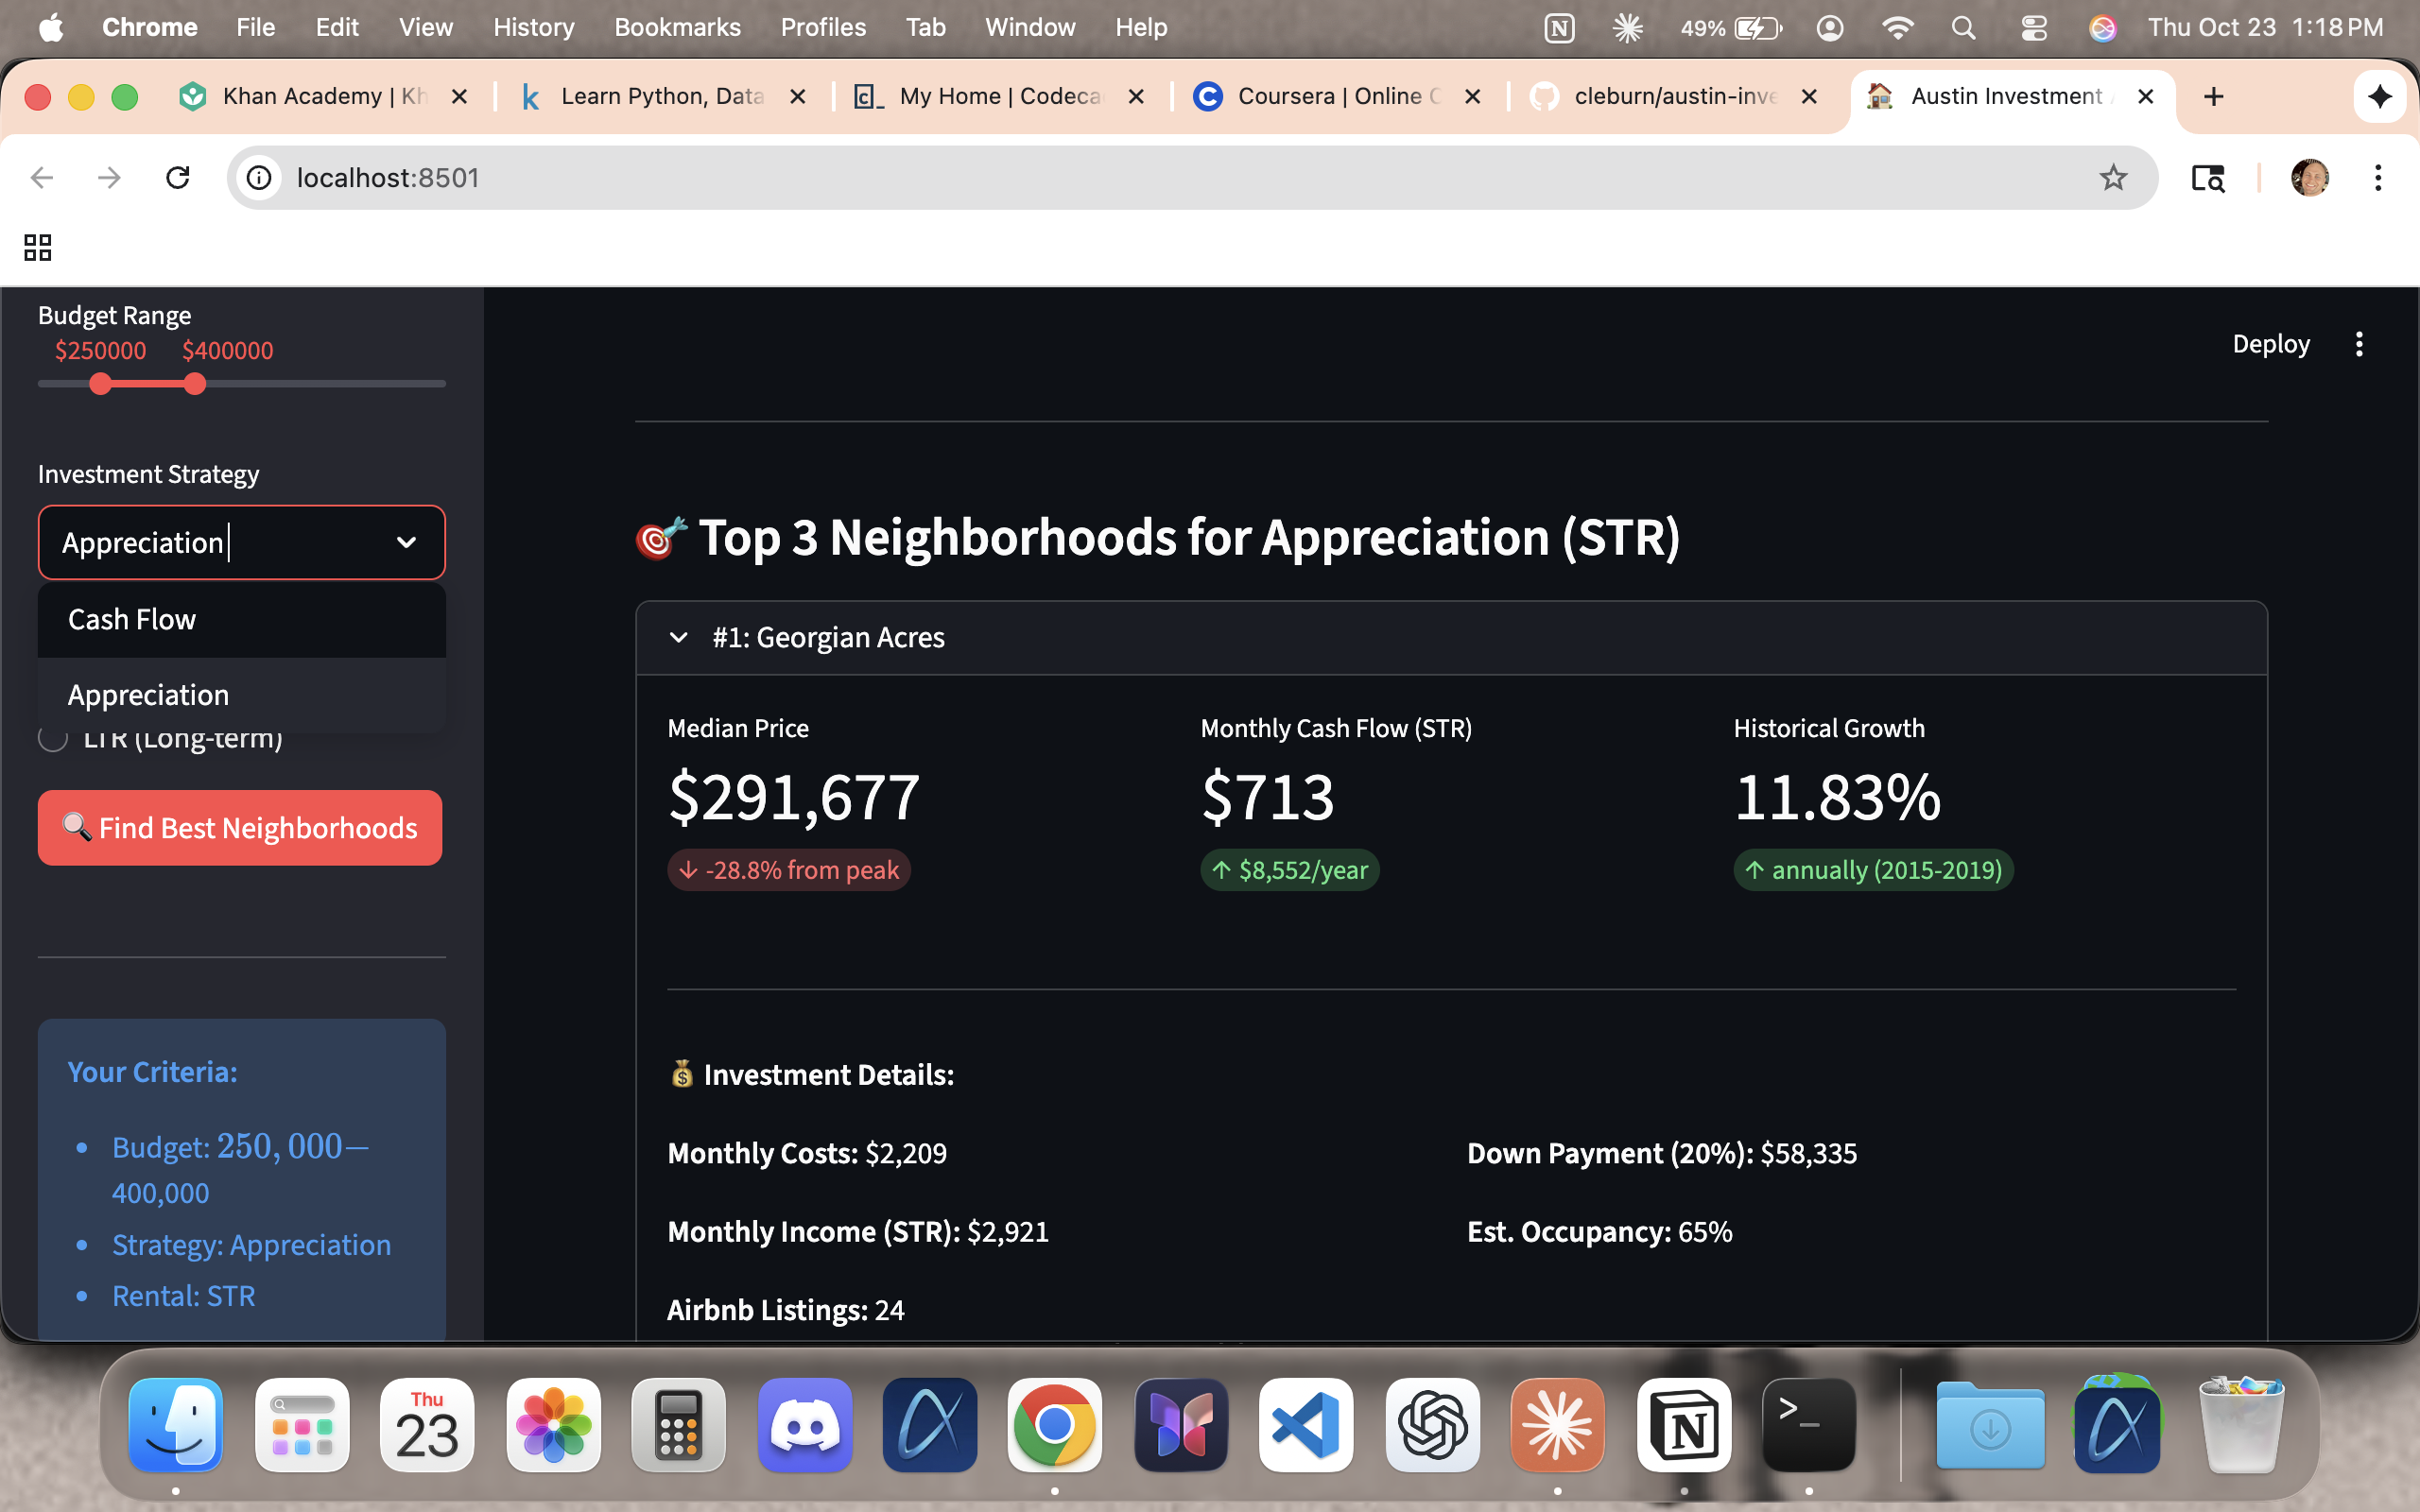 Chrome File Edit View History Bookmarks Profiles Tab Window Help 49% Thu Oct 23 1:18 PM
Khan Academy | Kh Learn Python, Data My Home | Codeca Coursera | Online C cleburn/austin-inve Austin Investment
localhost:8501
Budget Range
$250000 $400000
Investment Strategy
Appreciation
Cash Flow
Appreciation
LTR (Long-term)
🔍 Find Best Neighborhoods
Your Criteria:
• Budget: 250,000—
400,000
• Strategy: Appreciation
• Rental: STR
Deploy
🎯 Top 3 Neighborhoods for Appreciation (STR)
#1: Georgian Acres
Median Price Monthly Cash Flow (STR) Historical Growth
$291,677 $713 11.83%
↓ -28.8% from peak ↑ $8,552/year ↑ annually (2015-2019)
💰 Investment Details:
Monthly Costs: $2,209 Down Payment (20%): $58,335
Monthly Income (STR): $2,921 Est. Occupancy: 65%
Airbnb Listings: 24
Thu
23